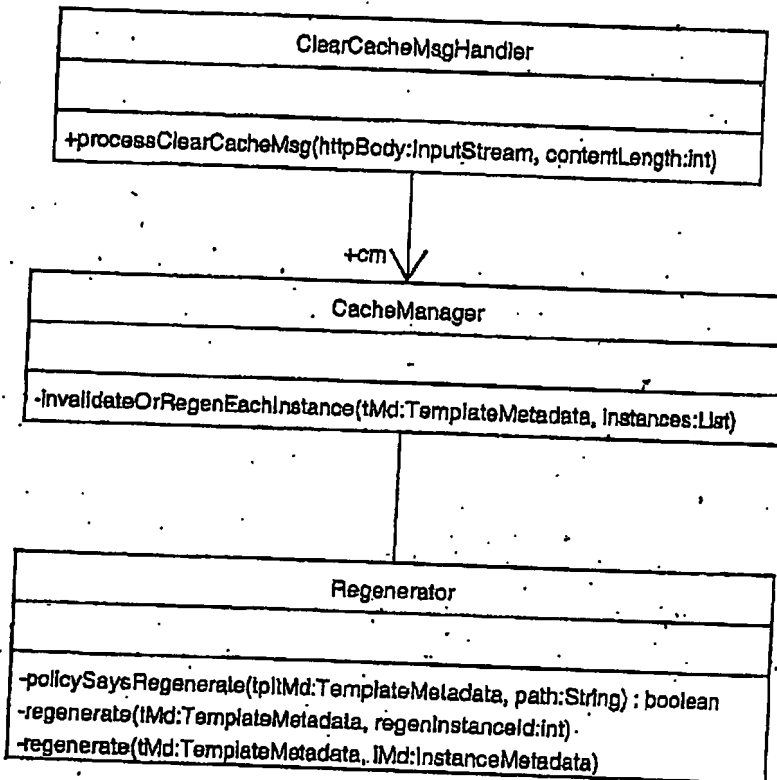 ClearCacheMsgHandler
+processClearCacheMsg(httpBody:InputStream, contentLength:int)
+cm
CacheManager
-invalidateOrRegenEachInstance(tMd:TemplateMetadata, instances:List)
Regenerator
-policySaysRegenerate(tpltMd:TemplateMetadata, path:String) : boolean
-regenerate(tMd:TemplateMetadata, regenInstanceId:int)
-regenerate(tMd:TemplateMetadata, iMd:InstanceMetadata)